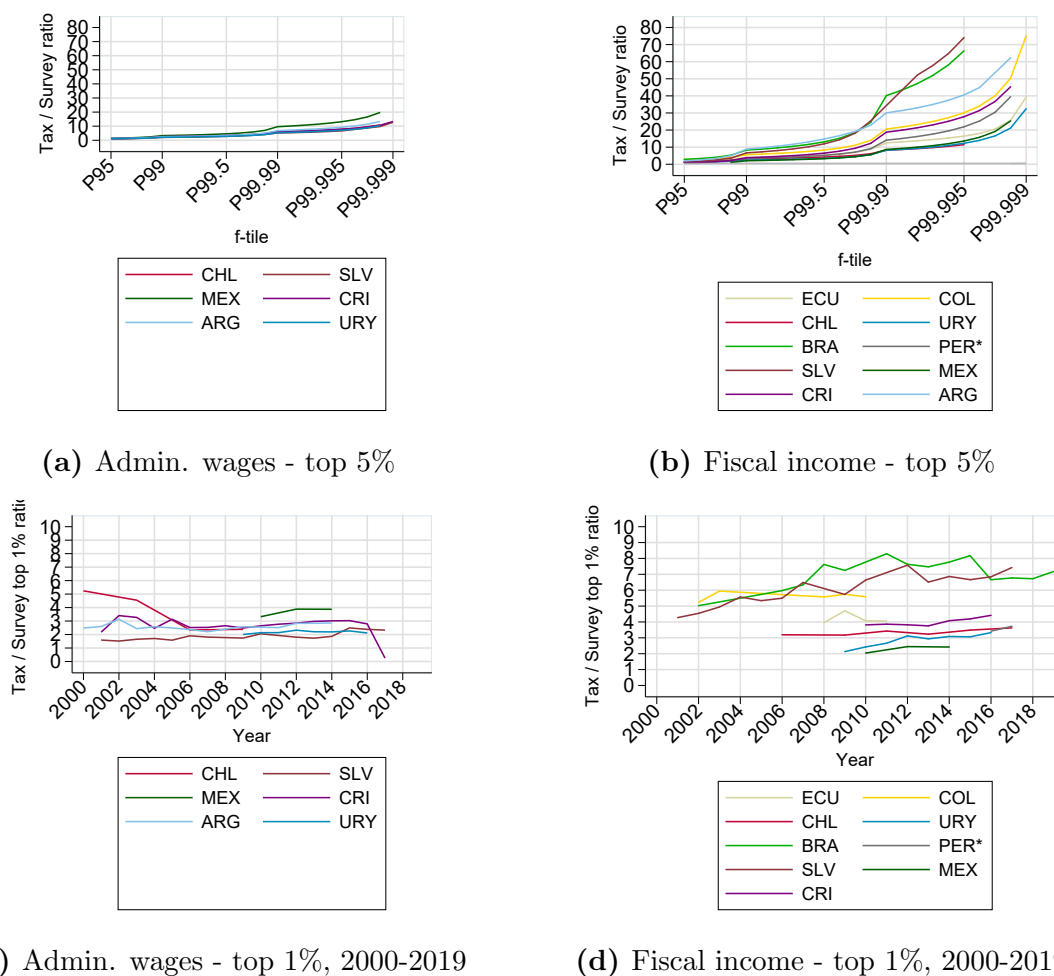 Tax / Survey ratio
80
70
60
50
40
30
20
10
0
P95
P99
P99.5
P99.99
P99.995
P99.999
f-tile
CHL SLV
MEX CRI
ARG URY
(a) Admin. wages - top 5%
Tax / Survey ratio
80
70
60
50
40
30
20
10
0
P95
P99
P99.5
P99.99
P99.995
P99.999
f-tile
ECU COL
CHL URY
BRA PER*
SLV MEX
CRI ARG
(b) Fiscal income - top 5%
Tax / Survey top 1% ratio
10
9
8
7
6
5
4
3
2
1
0
2000
2002
2004
2006
2008
2010
2012
2014
2016
2018
Year
CHL SLV
MEX CRI
ARG URY
) Admin. wages - top 1%, 2000-2019
Tax / Survey top 1% ratio
10
9
8
7
6
5
4
3
2
1
0
2000
2002
2004
2006
2008
2010
2012
2014
2016
2018
Year
ECU COL
CHL URY
BRA PER*
SLV MEX
CRI
(d) Fiscal income - top 1%, 2000-201